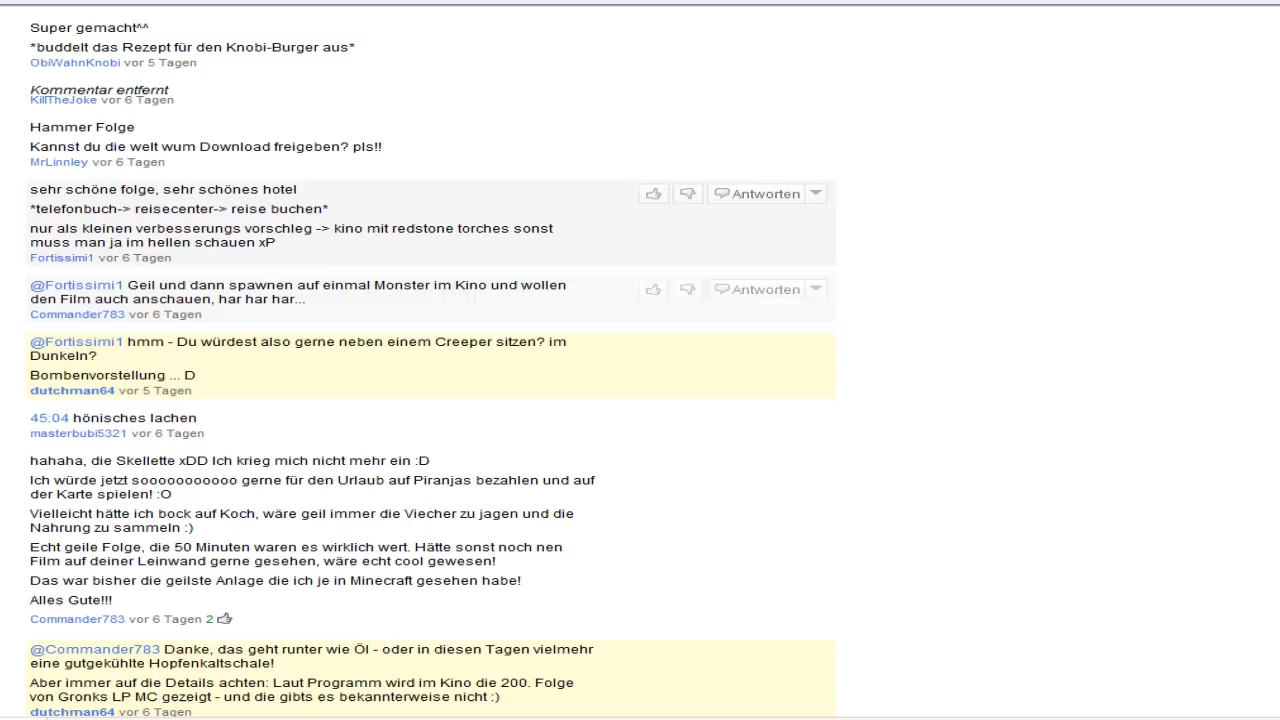 Super gemacht^^
*buddelt das Rezept für den Knobi-Burger aus*
ObiWahnKnobi vor 5 Tagen
Kommentar entfernt
KillTheJoke vor 6 Tagen
Hammer Folge
Kannst du die welt wum Download freigeben? pls!!
MrLinnley vor 6 Tagen
sehr schöne folge, sehr schönes hotel
*telefonbuch-> reisecenter-> reise buchen*
nur als kleinen verbesserungs vorschleg -> kino mit redstone torches sonst
muss man ja im hellen schauen xP
Fortissimi1 vor 6 Tagen
Antworten
@Fortissimi1 Geil und dann spawnen auf einmal Monster im Kino und wollen
den Film auch anschauen, har har har...
Commander783 vor 6 Tagen
Antworten
@Fortissimi1 hmm - Du würdest also gerne neben einem Creeper sitzen? im
Dunkeln?
Bombenvorstellung ... D
dutchman64 vor 5 Tagen
45:04 hönisches lachen
masterbubi5321 vor 6 Tagen
hahaha, die Skellette xDD Ich krieg mich nicht mehr ein :D
Ich würde jetzt sooooooooooo gerne für den Urlaub auf Piranjas bezahlen und auf
der Karte spielen! :O
Vielleicht hätte ich bock auf Koch, wäre geil immer die Viecher zu jagen und die
Nahrung zu sammeln :)
Echt geile Folge, die 50 Minuten waren es wirklich wert. Hätte sonst noch nen
Film auf deiner Leinwand gerne gesehen, wäre echt cool gewesen!
Das war bisher die geilste Anlage die ich je in Minecraft gesehen habe!
Alles Gute!!!
Commander783 vor 6 Tagen 2
@Commander783 Danke, das geht runter wie Öl - oder in diesen Tagen vielmehr
eine gutgekühlte Hopfenkaltschale!
Aber immer auf die Details achten: Laut Programm wird im Kino die 200. Folge
von Gronks LP MC gezeigt - und die gibts es bekannterweise nicht :)
dutchman64 vor 6 Tagen